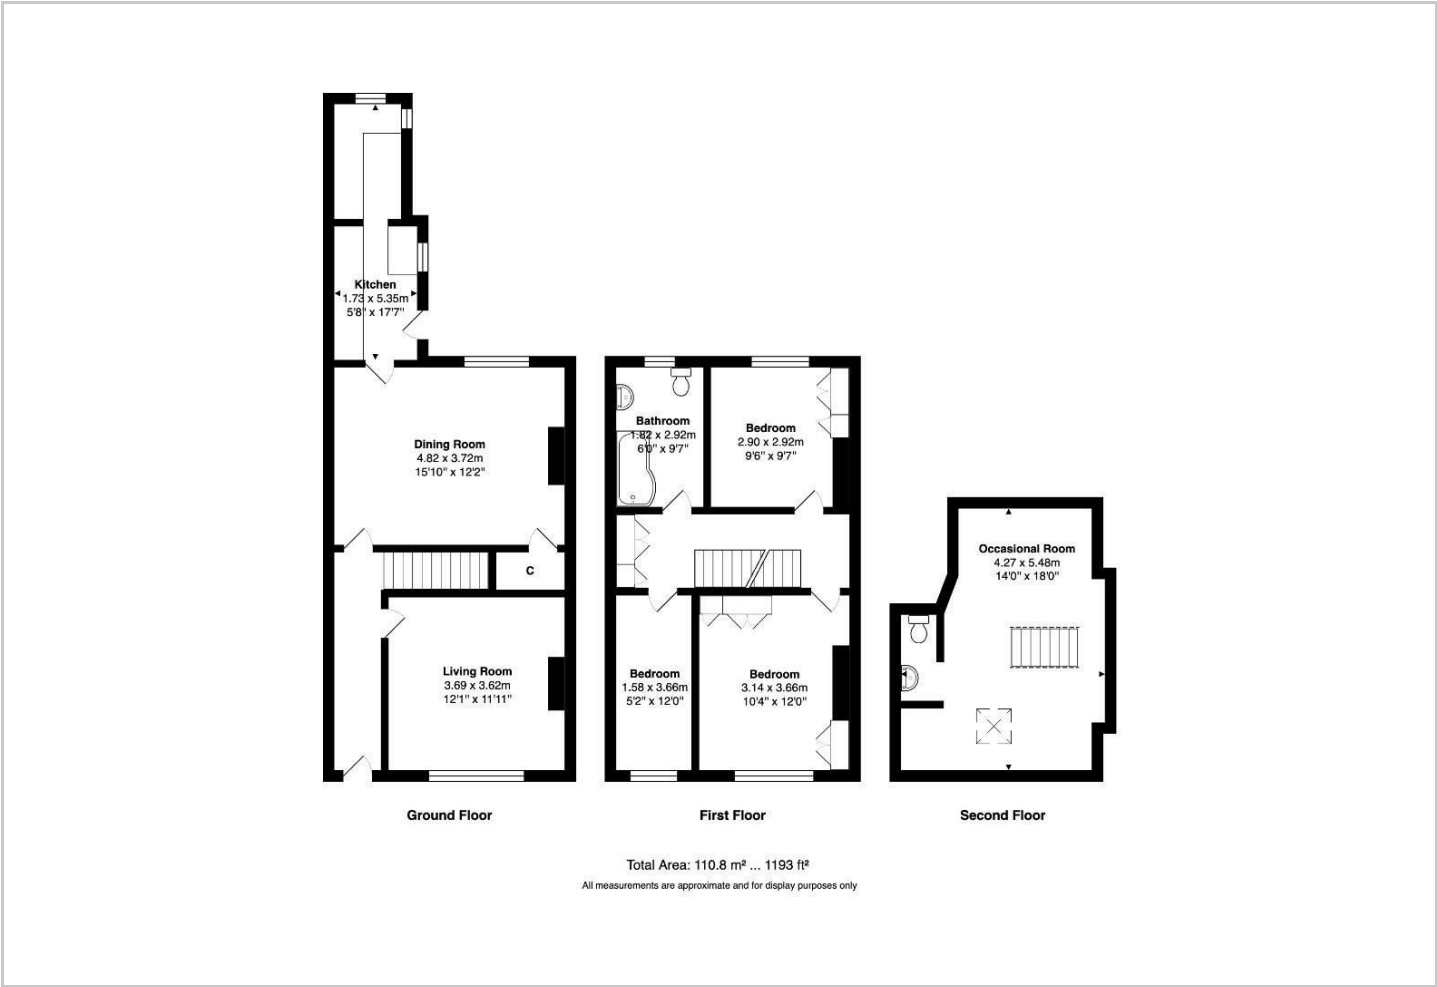 Kitchen
1.73 x 5.35m
5'8" x 17'7"
Dining Room
4.82 x 3.72m
15'10" x 12'2"
C
Living Room
3.69 x 3.62m
12'1" x 11'11"
Ground Floor
Bathroom
1.82 x 2.92m
6'0" x 9'7"
Bedroom
2.90 x 2.92m
9'6" x 9'7"
Bedroom
1.58 x 3.66m
5'2" x 12'0"
Bedroom
3.14 x 3.66m
10'4" x 12'0"
First Floor
Occasional Room
4.27 x 5.48m
14'0" x 18'0"
Second Floor
Total Area: 110.8 m² ... 1193 ft²
All measurements are approximate and for display purposes only